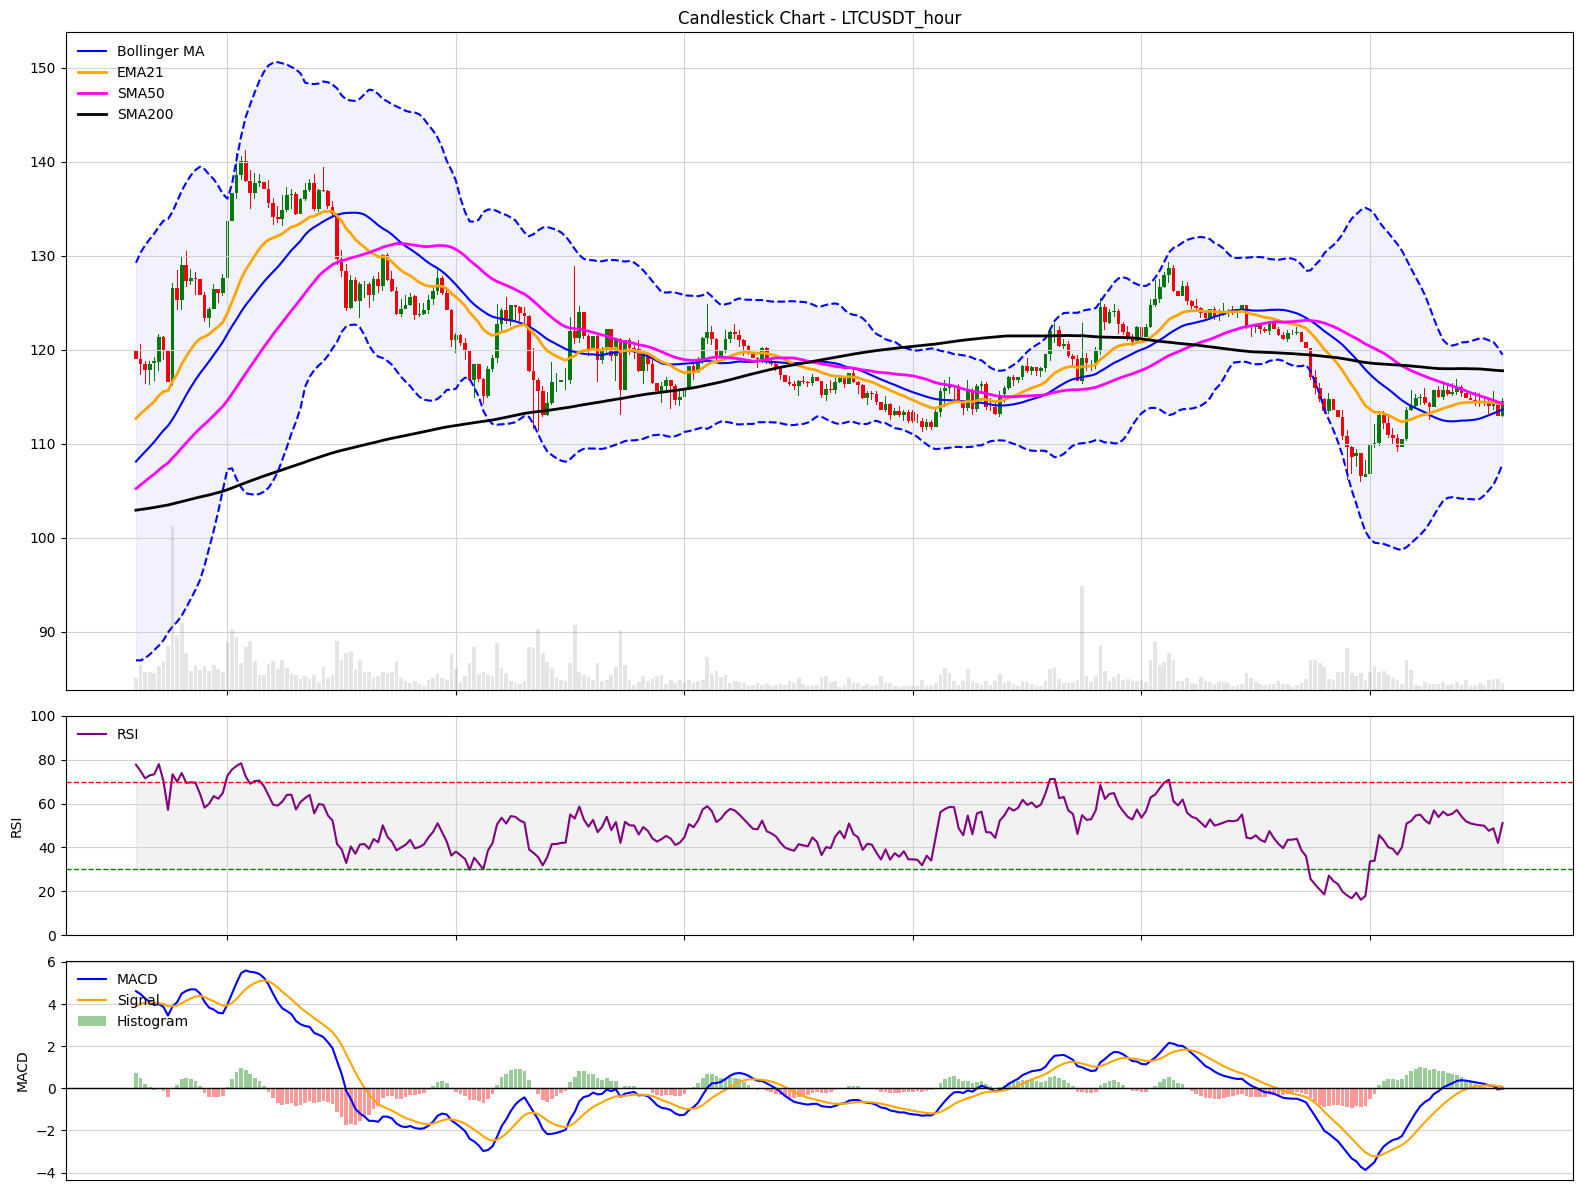 Candlestick Chart - LTCUSDT_hour
Bollinger MA
EMA21
SMA50
SMA200
150
140
130
120
110
100
90
RSI
100
80
60
40
20
0
RSI
MACD
Signal
Histogram
6
4
2
0
−2
−4
MACD